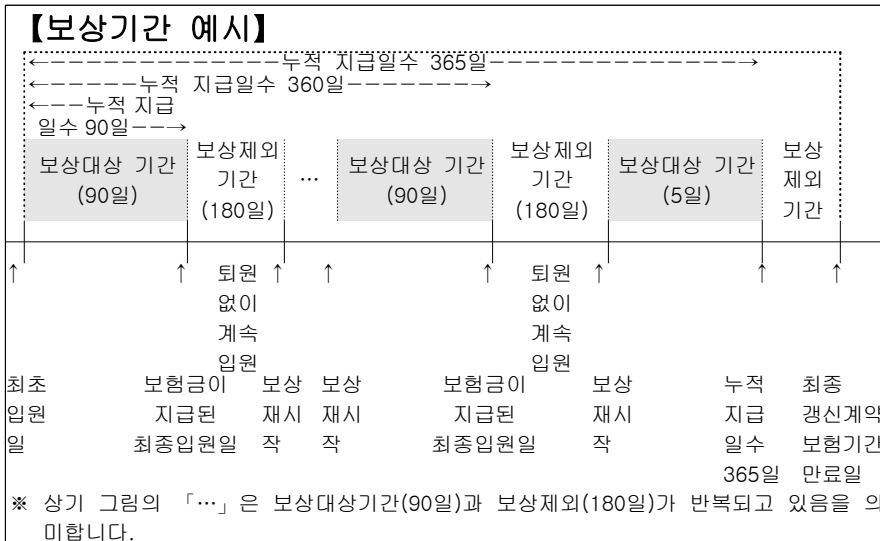 【보상기간 예시】
←−−−−−−−−−−−−−−누적 지급일수 365일−−−−−−−−−−−−−−→
←−−−−−−누적 지급일수 360일−−−−−−−→
←−−−누적 지급
일수 90일−−→
보상대상 기간
(90일)
보상제외
기간
(180일)
…
보상대상 기간
(90일)
보상제외
기간
(180일)
보상대상 기간
(5일)
보상
제외
기간
↑ ↑ ↑ ↑ ↑ ↑ ↑ ↑
퇴원
없이
계속
입원
퇴원
없이
계속
입원
최초
입원
일
보험금이
지급된
최종입원일
보상
재시
작
보상
재시
작
보험금이
지급된
최종입원일
보상
재시
작
누적
지급
일수
365일
최종
갱신계약
보험기간
만료일
※ 상기 그림의 「…」은 보상대상기간(90일)과 보상제외(180일)가 반복되고 있음을 의
미합니다.